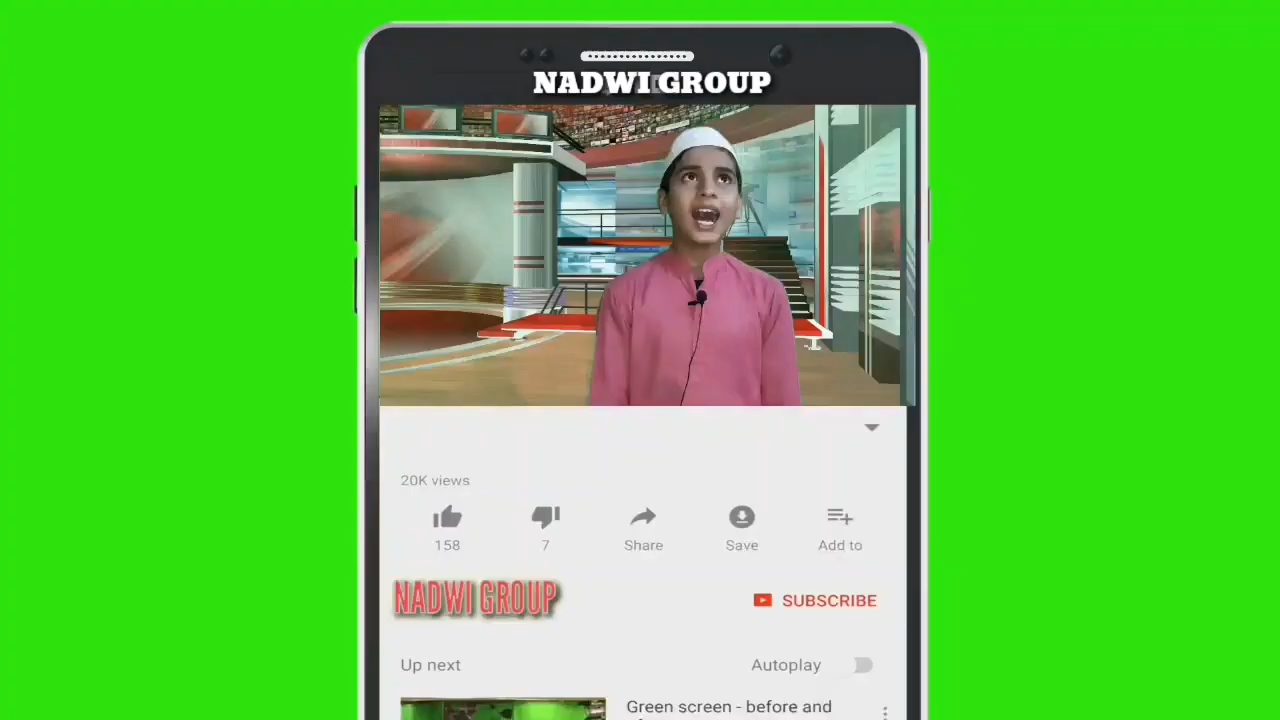 NADWI GROUP
20K views
158
7
Share
Save
Add to
NADWI GROUP
SUBSCRIBE
Up next
Autoplay
Green screen - before and